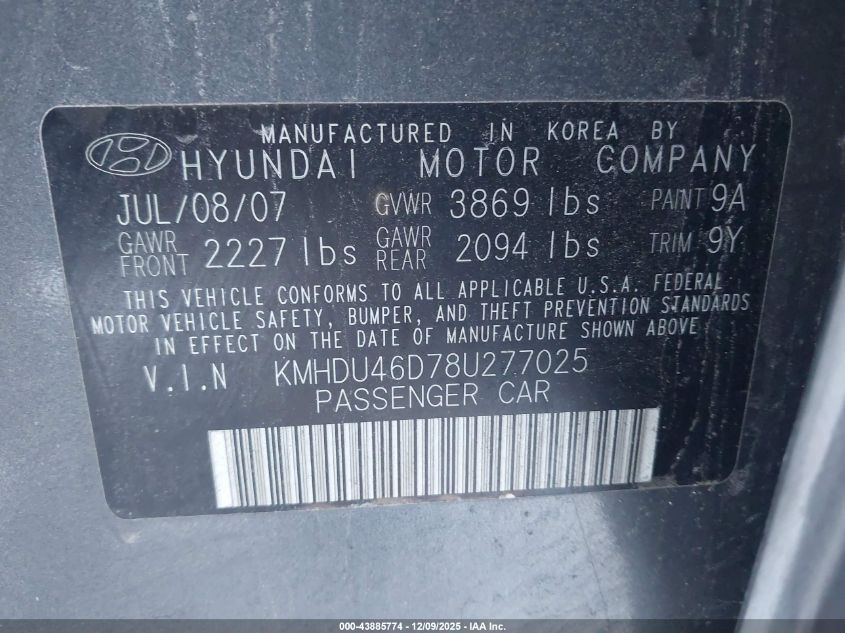 MANUFACTURED IN KOREA BY
HYUNDAI MOTOR COMPANY
JUL/08/07 GVWR 3869 lbs PAINT 9A
GAWR FRONT 2227 lbs GAWR REAR 2094 lbs TRIM 9Y
THIS VEHICLE CONFORMS TO ALL APPLICABLE U.S.A. FEDERAL
MOTOR VEHICLE SAFETY, BUMPER, AND THEFT PREVENTION STANDARDS
IN EFFECT ON THE DATE OF MANUFACTURE SHOWN ABOVE
V.I.N KMHDU46D78U277025
PASSENGER CAR
000-43885774 - 12/09/2025 - IAA Inc.